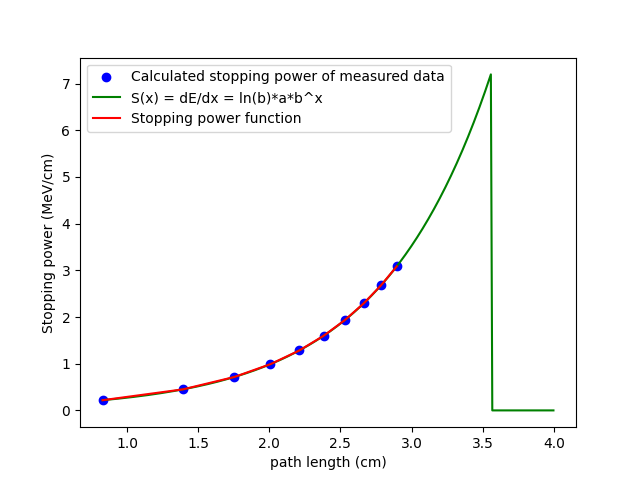 Calculated stopping power of measured data
S(x) = dE/dx = ln(b)*a*b^x
Stopping power function
7
6
5
4
3
2
1
0
Stopping power (MeV/cm)
1.0 1.5 2.0 2.5 3.0 3.5 4.0
path length (cm)